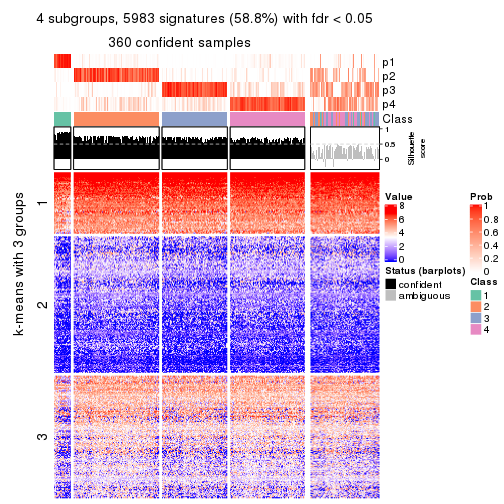 4 subgroups, 5983 signatures (58.8%) with fdr < 0.05
360 confident samples
p1
p2
p3
p4
Class
1
0.5
0
Silhouette
score
k-means with 3 groups
1
2
3
Value
8
6
4
2
0
Status (barplots)
confident
ambiguous
Prob
1
0.8
0.6
0.4
0.2
0
Class
1
2
3
4